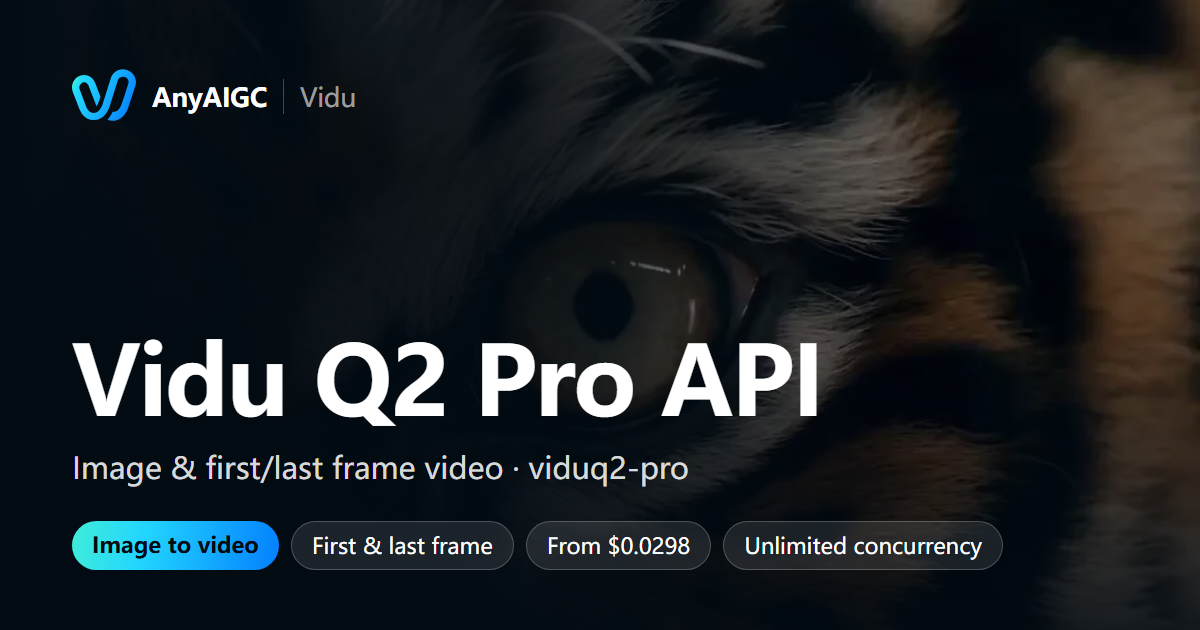 AnyAIGC | Vidu
Vidu Q2 Pro API
Image & first/last frame video · viduq2-pro
Image to video
First & last frame
From $0.0298
Unlimited concurrency